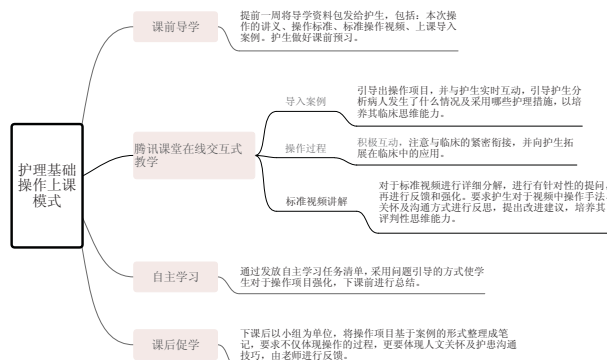 课前导学
提前一周将导学资料包发给护生，包括：本次操
作的讲义、操作标准、标准操作视频、上课导入
案例。护生做好课前预习。
护理基础
操作上课
模式
腾讯课堂在线交互式
教学
导入案例
引导出操作项目，并与护生实时互动，引导护生分
析病人发生了什么情况及采用哪些护理措施，以培
养其临床思维能力。
操作过程
积极互动，注意与临床的紧密衔接，并向护生拓
展在临床中的应用。
标准视频讲解
对于标准视频进行详细分解，进行有针对性的提问，
再进行反馈和强化。要求护生对于视频中操作手法、
关怀及沟通方式进行反思，提出改进建议，培养其
评判性思维能力。
自主学习
通过发放自主学习任务清单，采用问题引导的方式使学
生对于操作项目强化，下课前进行总结。
课后促学
下课后以小组为单位，将操作项目基于案例的形式整理成笔
记，要求不仅体现操作的过程，更要体现人文关怀及护患沟通
技巧，由老师进行反馈。